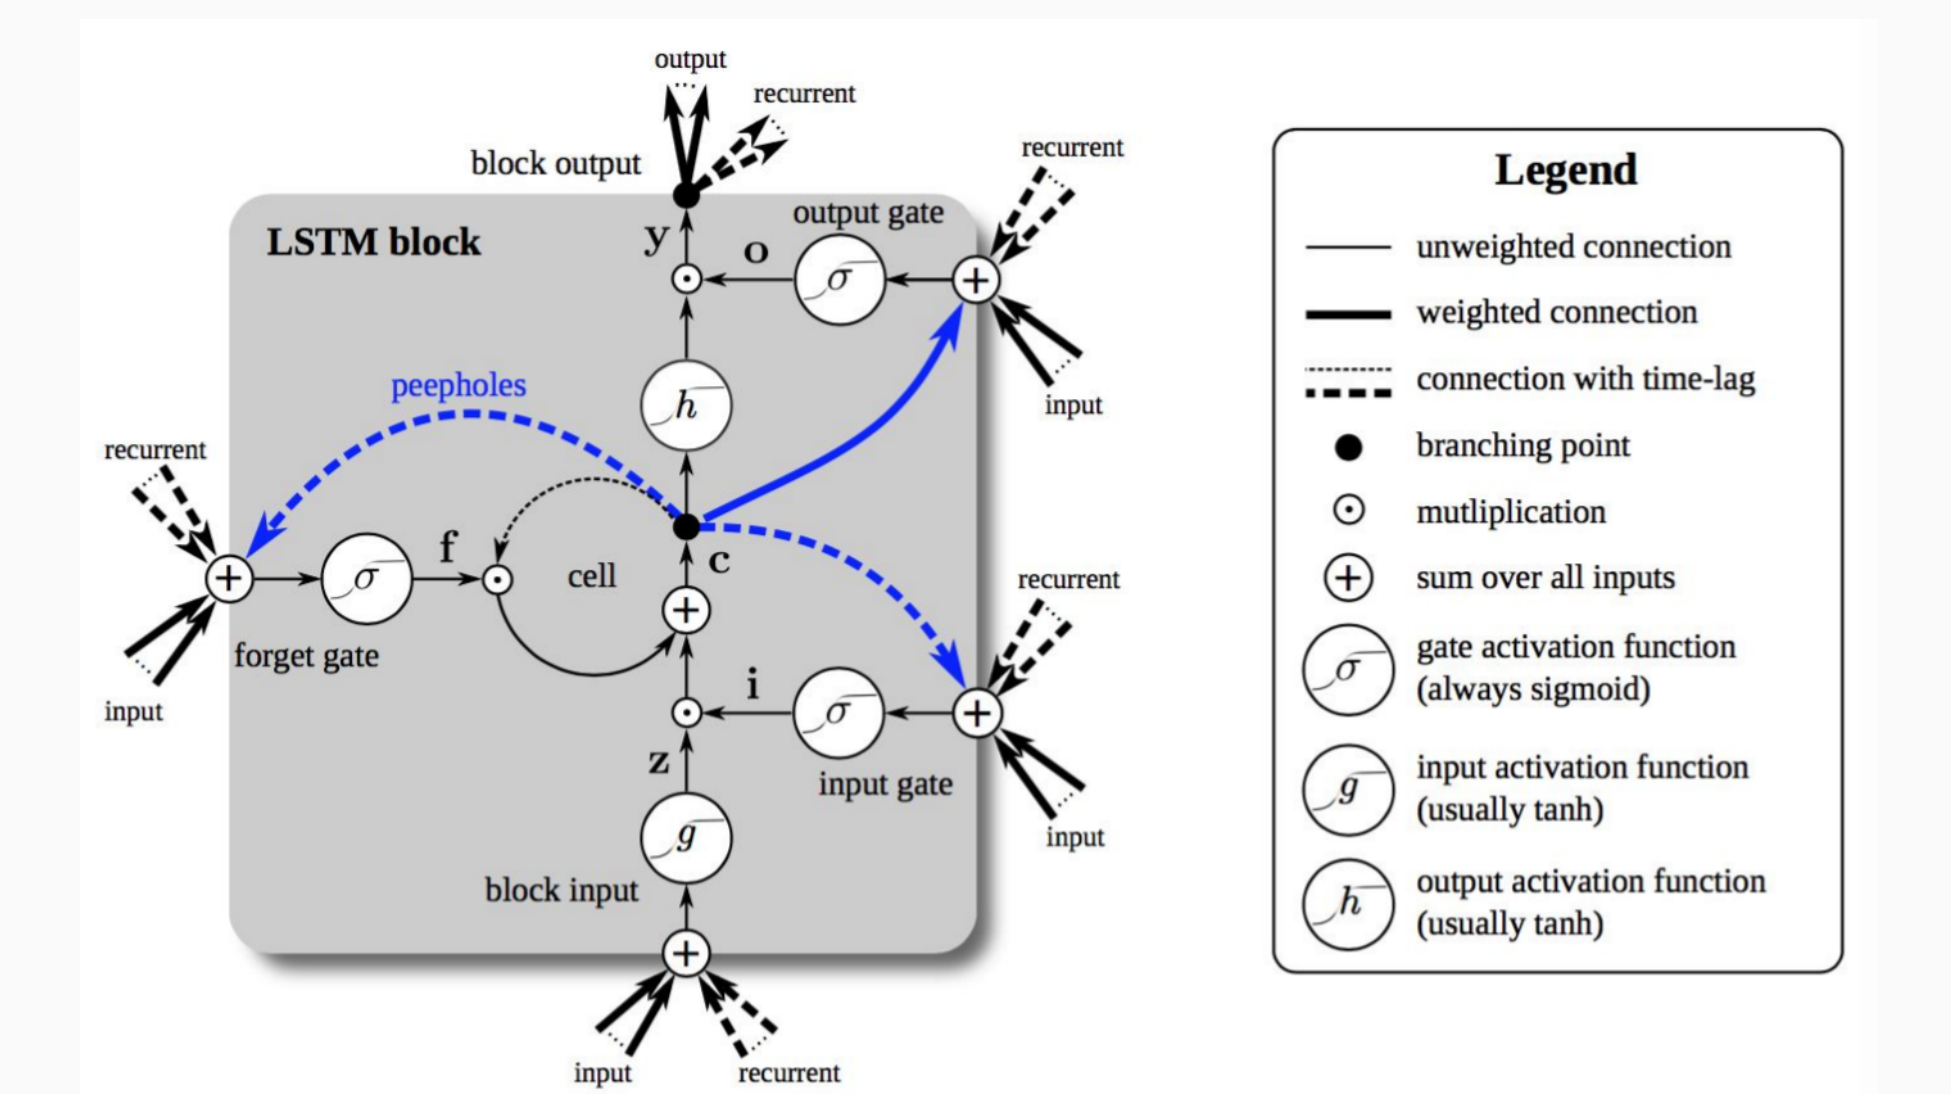 output
recurrent
block output
recurrent
LSTM block
output gate
y
o
σ
+
h
input
peepholes
recurrent
f
σ
+
cell
c
+
recurrent
forget gate
input
i
σ
+
z
input gate
g
input
block input
+
input
recurrent
Legend
unweighted connection
weighted connection
connection with time-lag
branching point
mutliplication
+
sum over all inputs
σ
gate activation function
(always sigmoid)
g
input activation function
(usually tanh)
h
output activation function
(usually tanh)